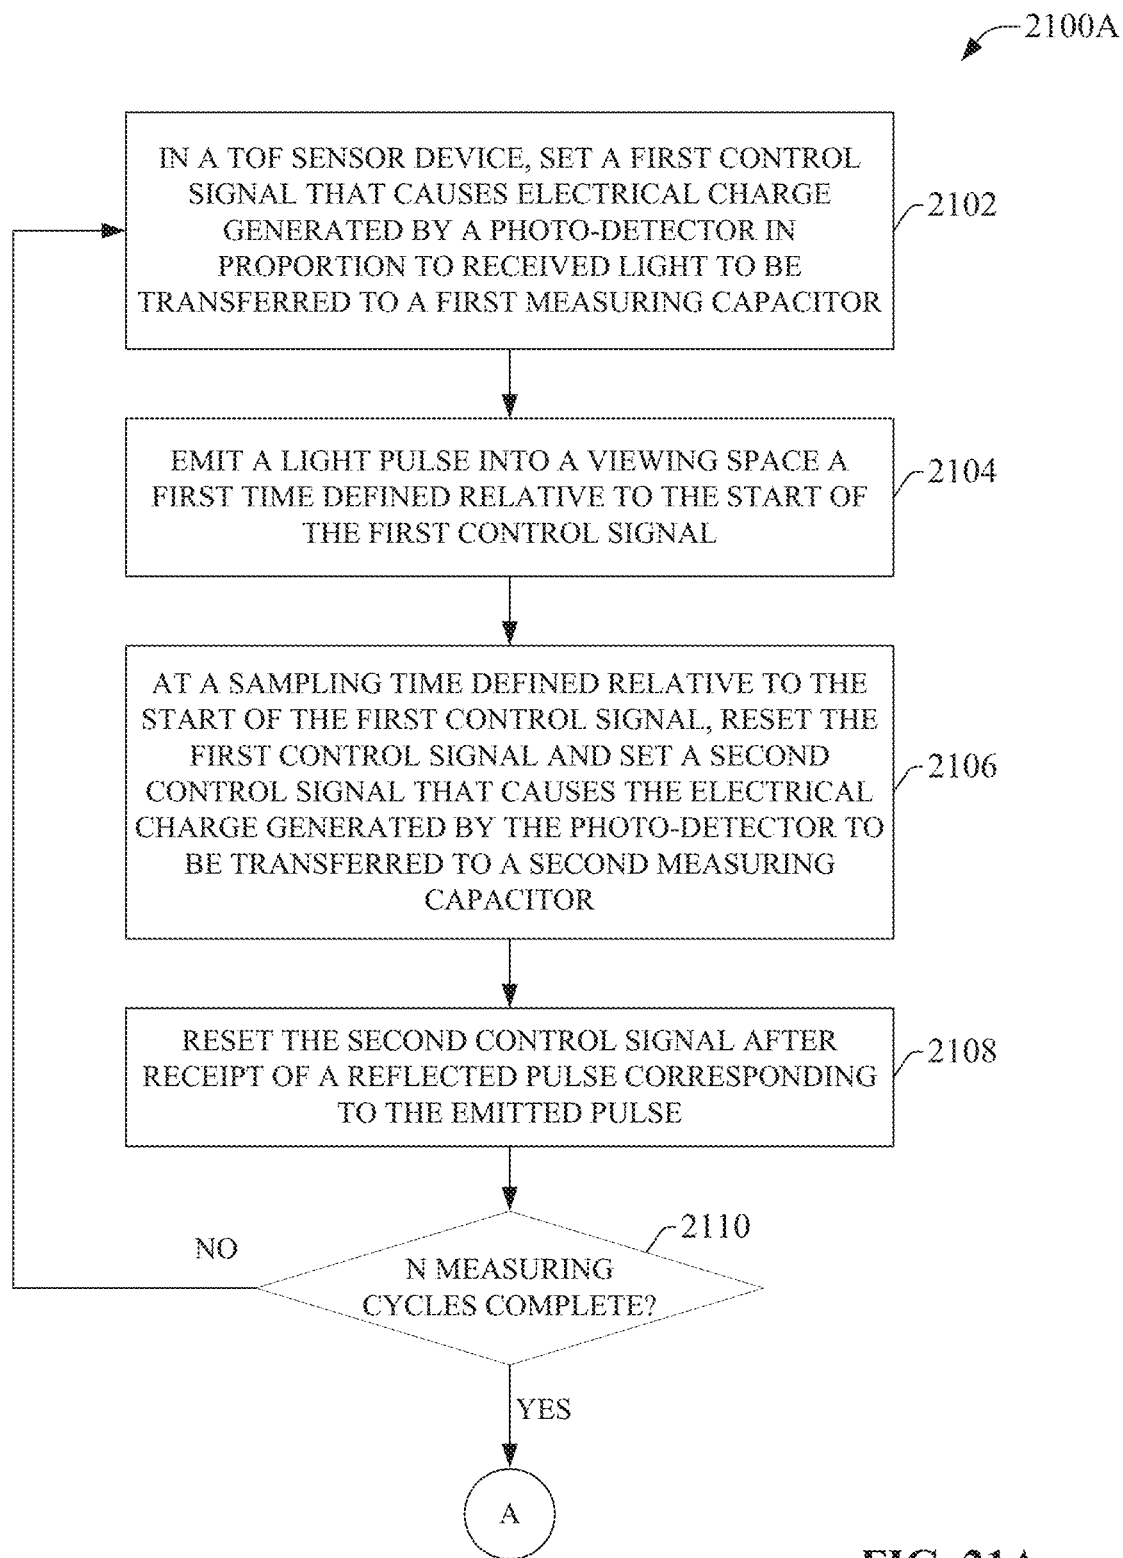 2100A
IN A TOF SENSOR DEVICE, SET A FIRST CONTROL
SIGNAL THAT CAUSES ELECTRICAL CHARGE
GENERATED BY A PHOTO-DETECTOR IN
PROPORTION TO RECEIVED LIGHT TO BE
TRANSFERRED TO A FIRST MEASURING CAPACITOR
2102
EMIT A LIGHT PULSE INTO A VIEWING SPACE A
FIRST TIME DEFINED RELATIVE TO THE START OF
THE FIRST CONTROL SIGNAL
2104
AT A SAMPLING TIME DEFINED RELATIVE TO THE
START OF THE FIRST CONTROL SIGNAL, RESET THE
FIRST CONTROL SIGNAL AND SET A SECOND
CONTROL SIGNAL THAT CAUSES THE ELECTRICAL
CHARGE GENERATED BY THE PHOTO-DETECTOR TO
BE TRANSFERRED TO A SECOND MEASURING
CAPACITOR
2106
RESET THE SECOND CONTROL SIGNAL AFTER
RECEIPT OF A REFLECTED PULSE CORRESPONDING
TO THE EMITTED PULSE
2108
2110
NO
N MEASURING
CYCLES COMPLETE?
YES
A
FIG. 21A